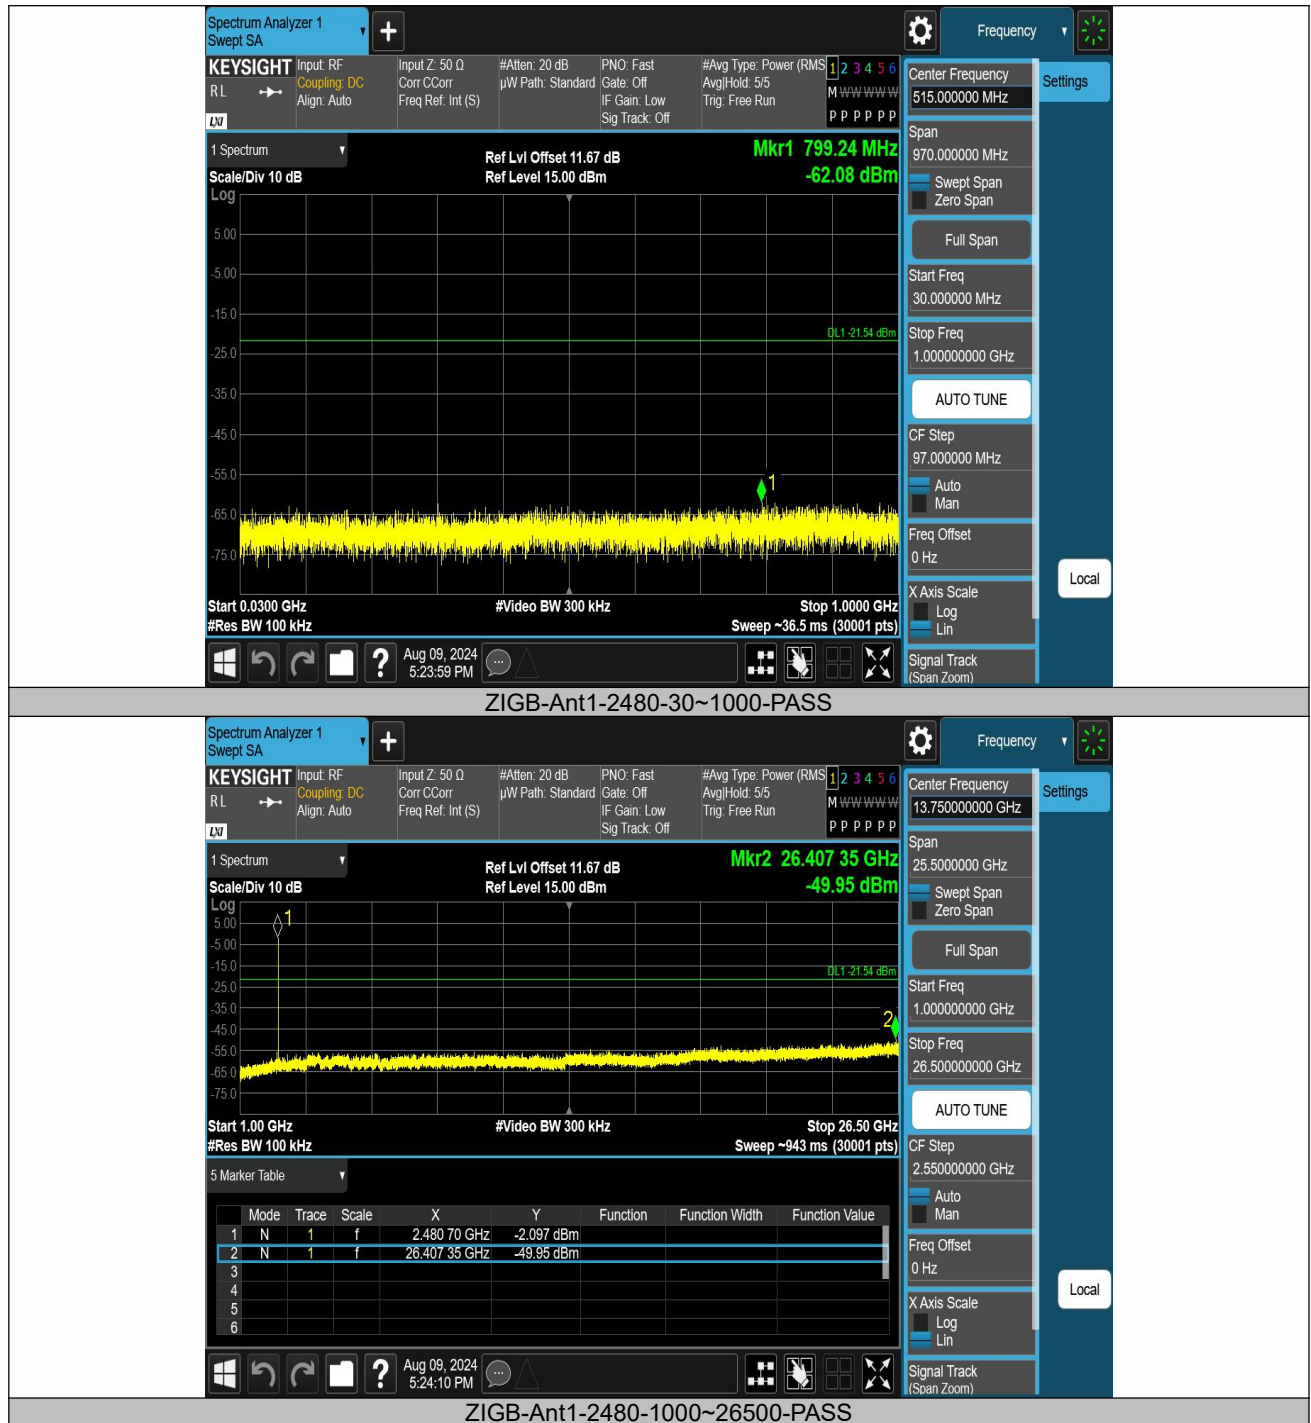 Spectrum Analyzer 1
Swept SA
Frequency
KEYSIGHT
RL
LXI
Input: RF
Coupling: DC
Align: Auto
Input Z: 50 Ω
Corr CCorr
Freq Ref: Int (S)
#Atten: 20 dB
µW Path: Standard
PNO: Fast
Gate: Off
IF Gain: Low
Sig Track: Off
#Avg Type: Power (RMS
Avg|Hold: 5/5
Trig: Free Run
1 2 3 4 5 6
M W W W W W
P P P P P P
Center Frequency
515.000000 MHz
Settings
1 Spectrum
Scale/Div 10 dB
Ref Lvl Offset 11.67 dB
Ref Level 15.00 dBm
Mkr1 799.24 MHz
-62.08 dBm
Log
5.00
-5.00
-15.0
-25.0
-35.0
-45.0
-55.0
-65.0
-75.0
DL1 -21.54 dBm
1
Start 0.0300 GHz
#Res BW 100 kHz
#Video BW 300 kHz
Stop 1.0000 GHz
Sweep ~36.5 ms (30001 pts)
Span
970.000000 MHz
Swept Span
Zero Span
Full Span
Start Freq
30.000000 MHz
Stop Freq
1.000000000 GHz
AUTO TUNE
CF Step
97.000000 MHz
Auto
Man
Freq Offset
0 Hz
X Axis Scale
Log
Lin
Signal Track
(Span Zoom)
Local
?
Aug 09, 2024
5:23:59 PM
ZIGB-Ant1-2480-30~1000-PASS
Spectrum Analyzer 1
Swept SA
Frequency
KEYSIGHT
RL
LXI
Input: RF
Coupling: DC
Align: Auto
Input Z: 50 Ω
Corr CCorr
Freq Ref: Int (S)
#Atten: 20 dB
µW Path: Standard
PNO: Fast
Gate: Off
IF Gain: Low
Sig Track: Off
#Avg Type: Power (RMS
Avg|Hold: 5/5
Trig: Free Run
1 2 3 4 5 6
M W W W W W
P P P P P P
Center Frequency
13.750000000 GHz
Settings
1 Spectrum
Scale/Div 10 dB
Ref Lvl Offset 11.67 dB
Ref Level 15.00 dBm
Mkr2 26.407 35 GHz
-49.95 dBm
Log
5.00
-5.00
-15.0
-25.0
-35.0
-45.0
-55.0
-65.0
-75.0
1
DL1 -21.54 dBm
2
Start 1.00 GHz
#Res BW 100 kHz
#Video BW 300 kHz
Stop 26.50 GHz
Sweep ~943 ms (30001 pts)
5 Marker Table
Mode Trace Scale X Y Function Function Width Function Value
1 N 1 f 2.480 70 GHz -2.097 dBm
2 N 1 f 26.407 35 GHz -49.95 dBm
3
4
5
6
Span
25.5000000 GHz
Swept Span
Zero Span
Full Span
Start Freq
1.000000000 GHz
Stop Freq
26.500000000 GHz
AUTO TUNE
CF Step
2.550000000 GHz
Auto
Man
Freq Offset
0 Hz
X Axis Scale
Log
Lin
Signal Track
(Span Zoom)
Local
?
Aug 09, 2024
5:24:10 PM
ZIGB-Ant1-2480-1000~26500-PASS